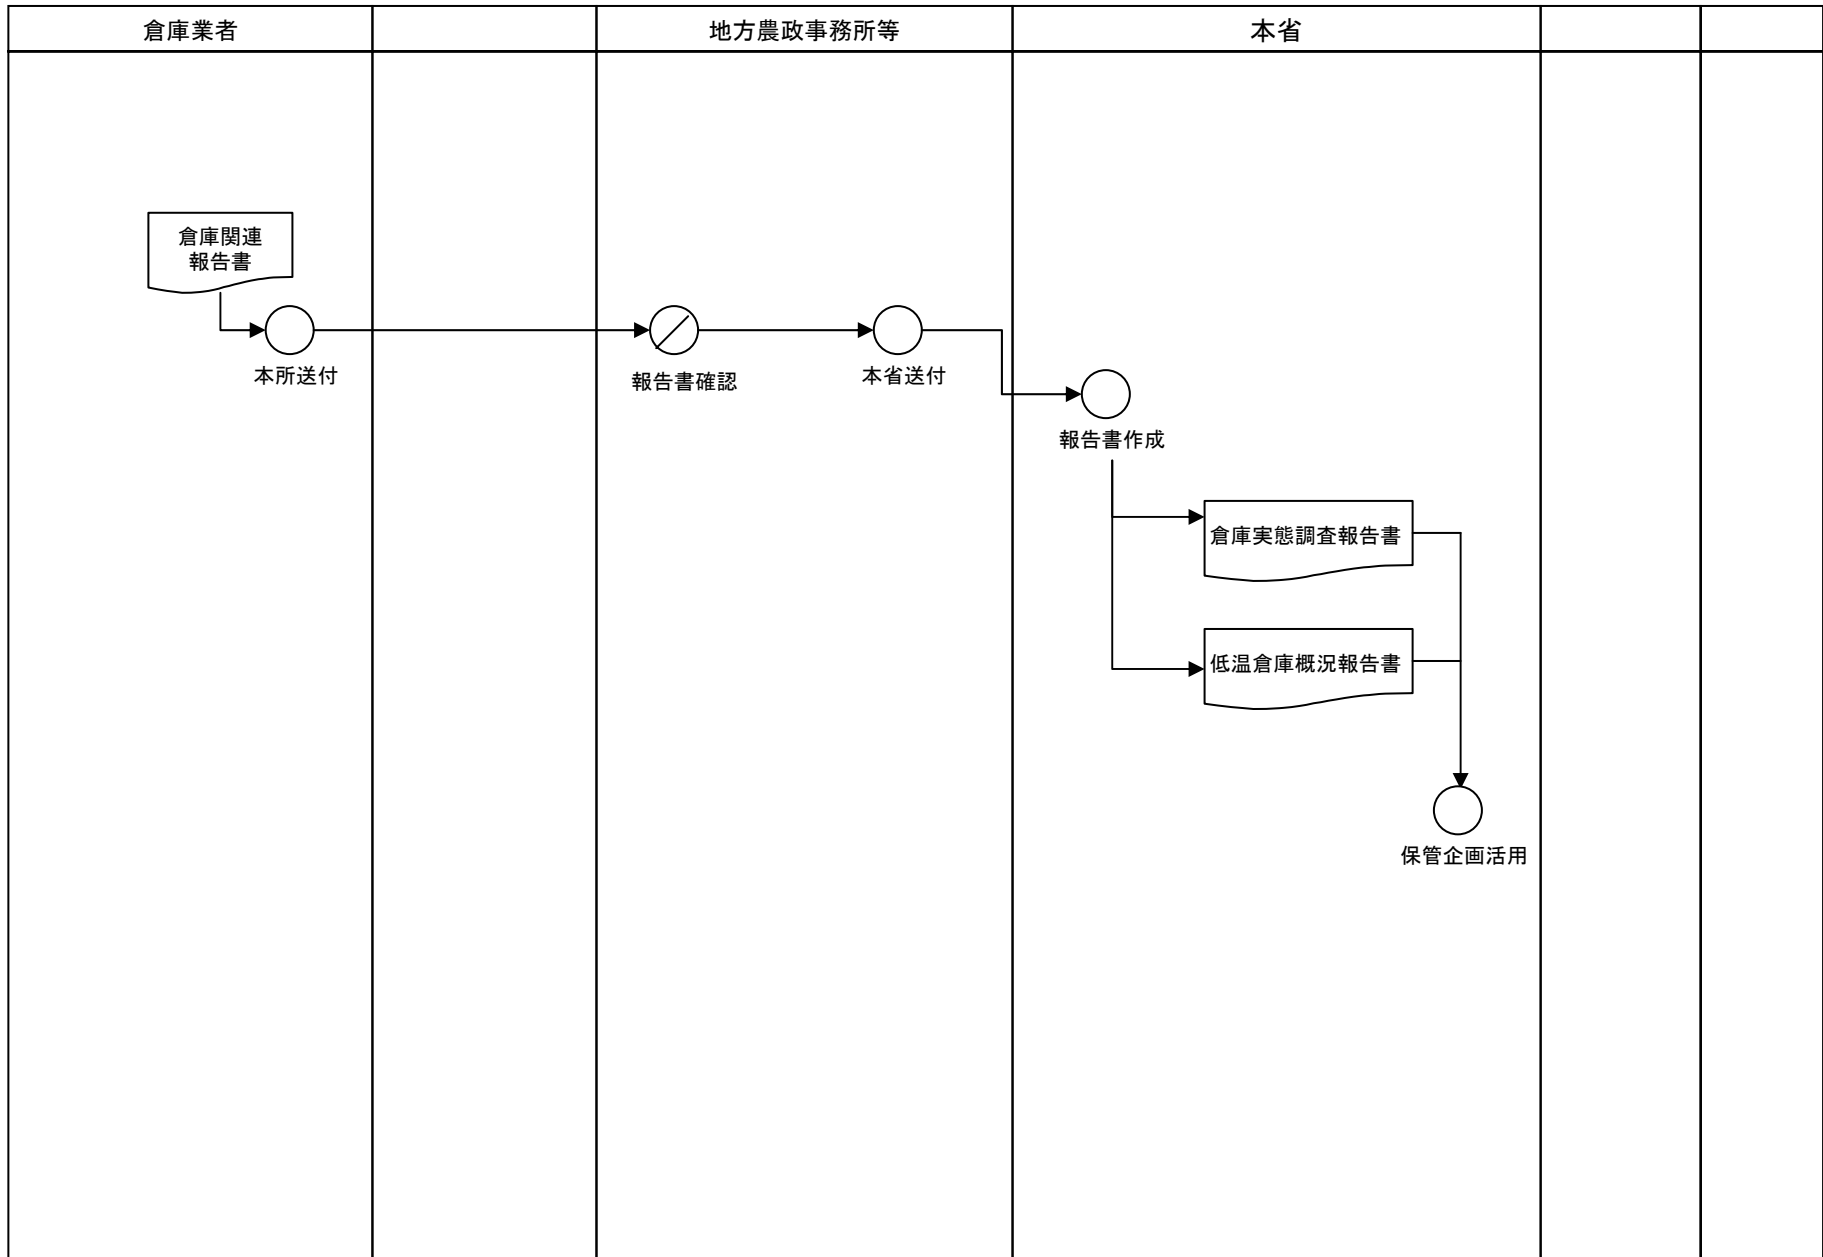 倉庫業者
地方農政事務所等
本省
倉庫関連
報告書
本所送付
報告書確認
本省送付
報告書作成
倉庫実態調査報告書
低温倉庫概況報告書
保管企画活用